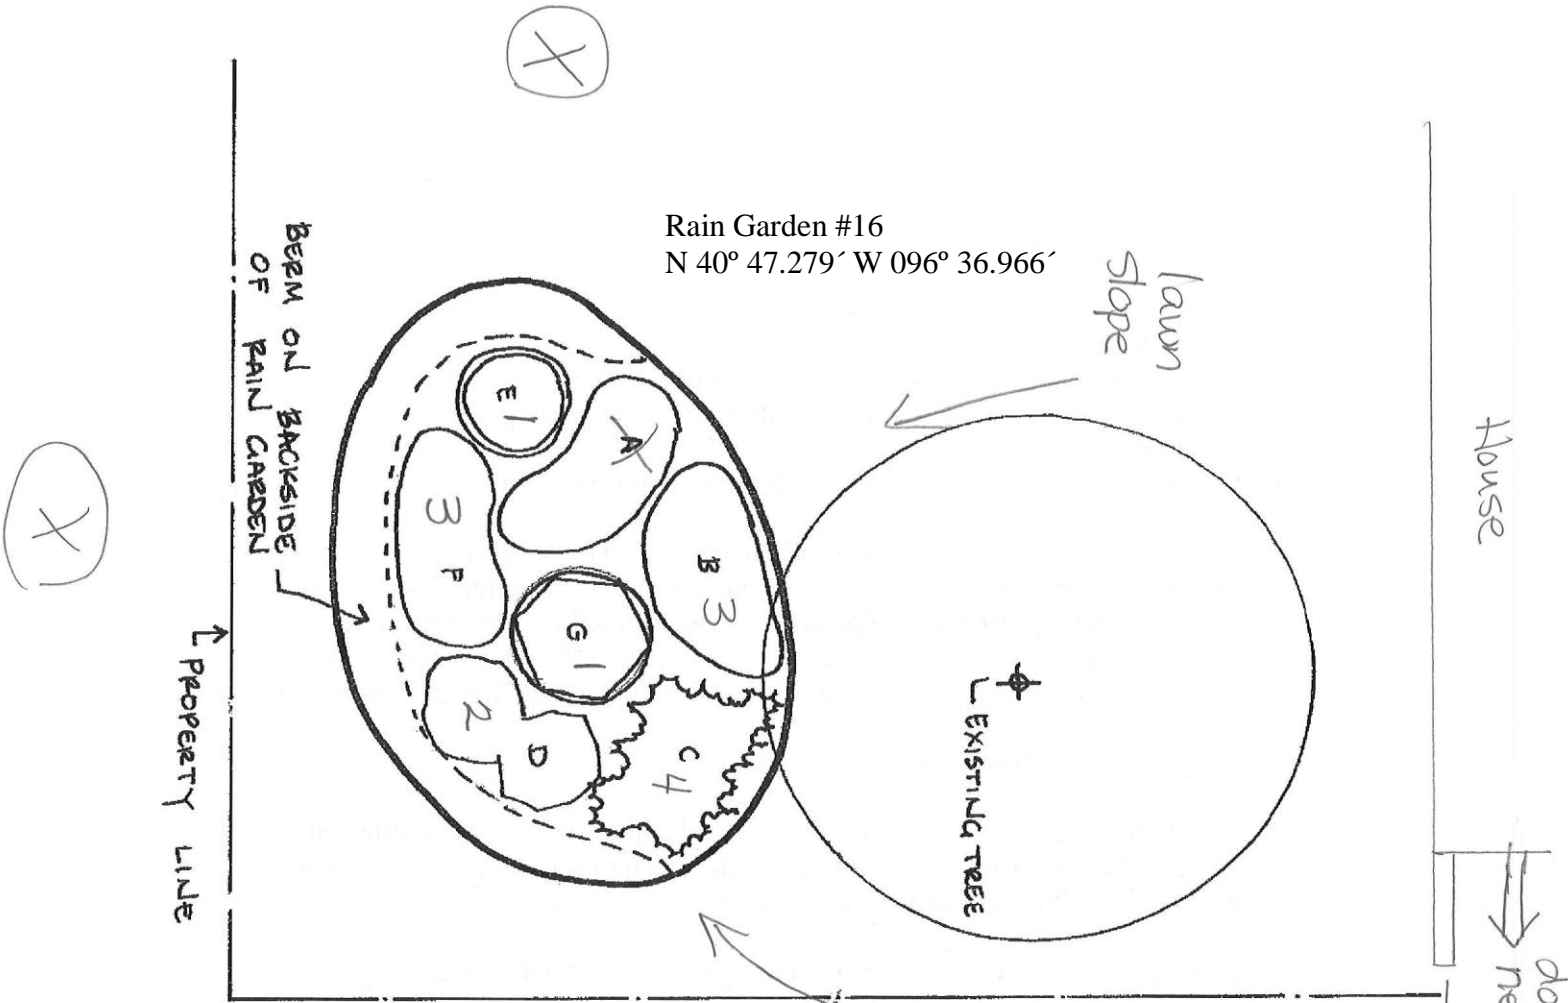 X
Rain Garden #16
N 40º 47.279´ W 096º 36.966´
lawn
slope
House
BERM ON BACKSIDE
OF RAIN GARDEN
E 1
A
B 3
3 F
G 1
C 4
2 D
EXISTING TREE
PROPERTY LINE
X